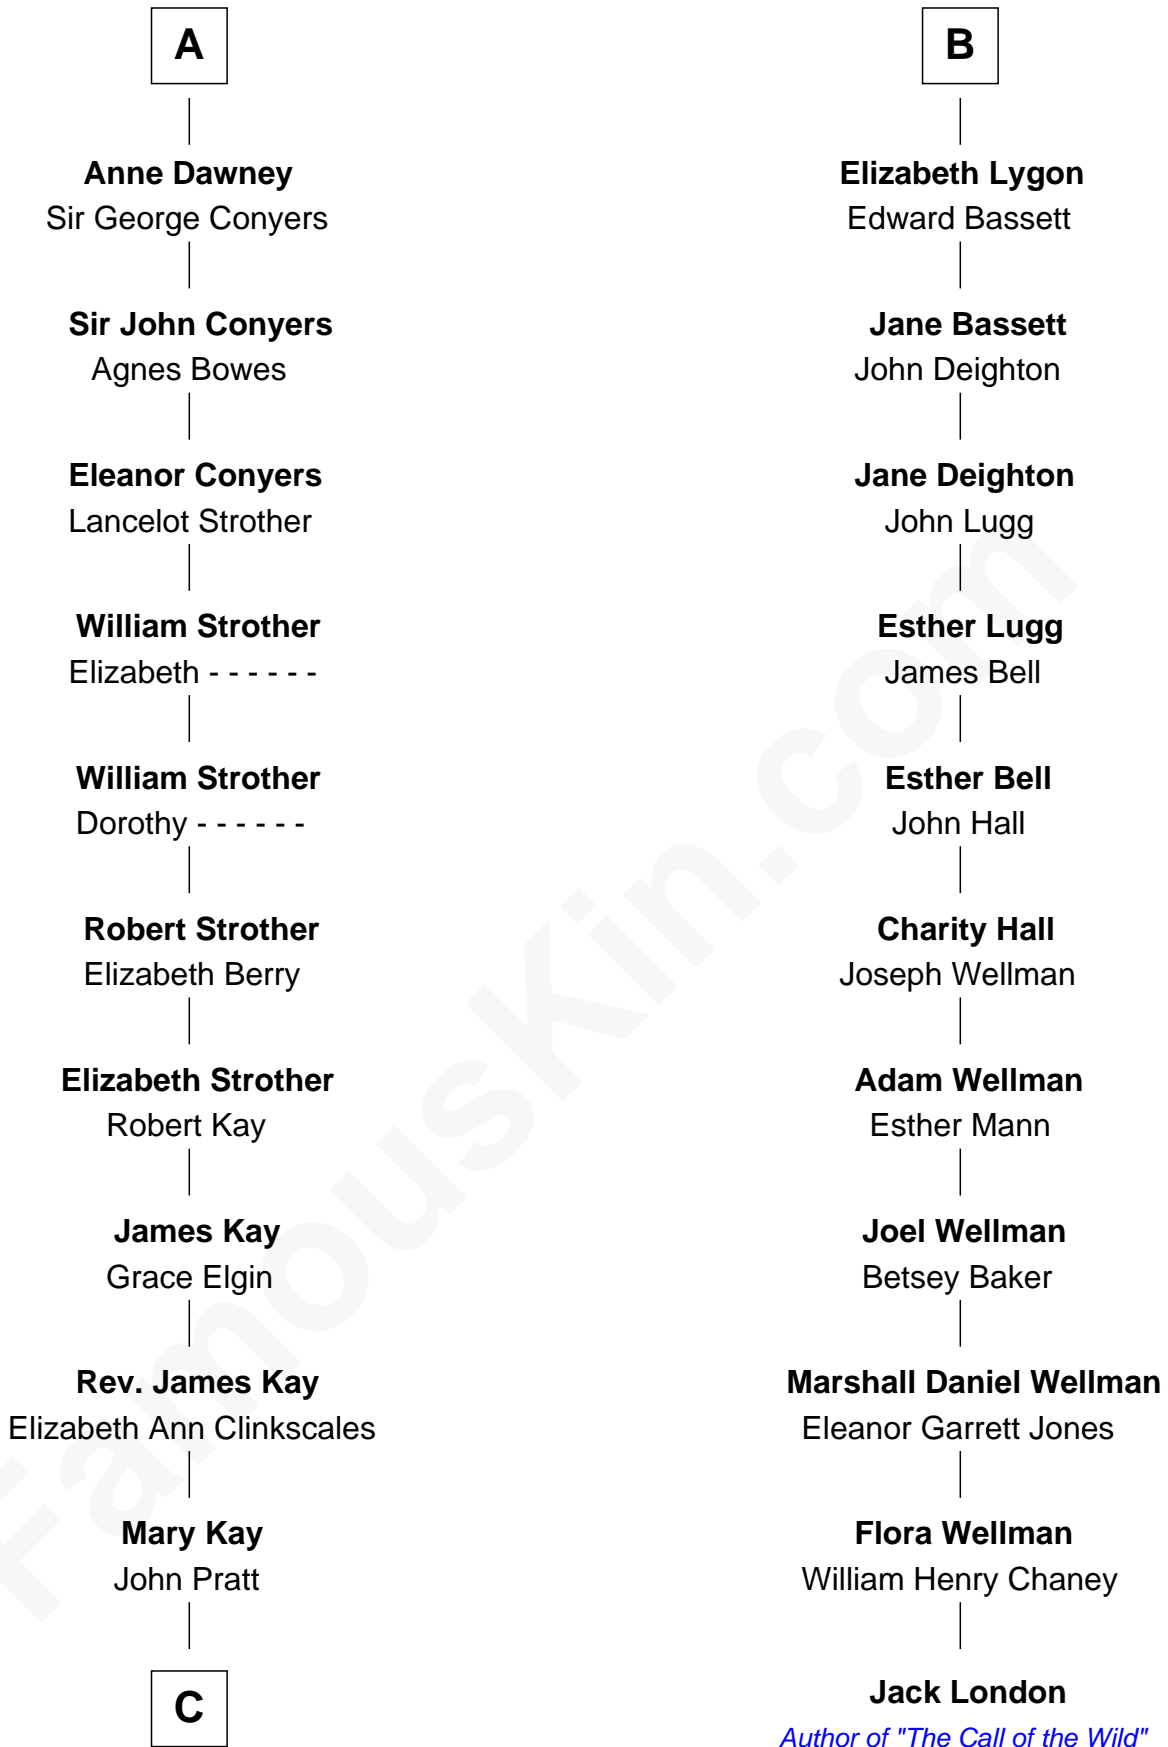 A
Anne Dawney
Sir George Conyers
Sir John Conyers
Agnes Bowes
Eleanor Conyers
Lancelot Strother
William Strother
Elizabeth - - - - - -
William Strother
Dorothy - - - - - -
Robert Strother
Elizabeth Berry
Elizabeth Strother
Robert Kay
James Kay
Grace Elgin
Rev. James Kay
Elizabeth Ann Clinkscales
Mary Kay
John Pratt
C
B
Elizabeth Lygon
Edward Bassett
Jane Bassett
John Deighton
Jane Deighton
John Lugg
Esther Lugg
James Bell
Esther Bell
John Hall
Charity Hall
Joseph Wellman
Adam Wellman
Esther Mann
Joel Wellman
Betsey Baker
Marshall Daniel Wellman
Eleanor Garrett Jones
Flora Wellman
William Henry Chaney
Jack London
Author of "The Call of the Wild"
FamousKin.com